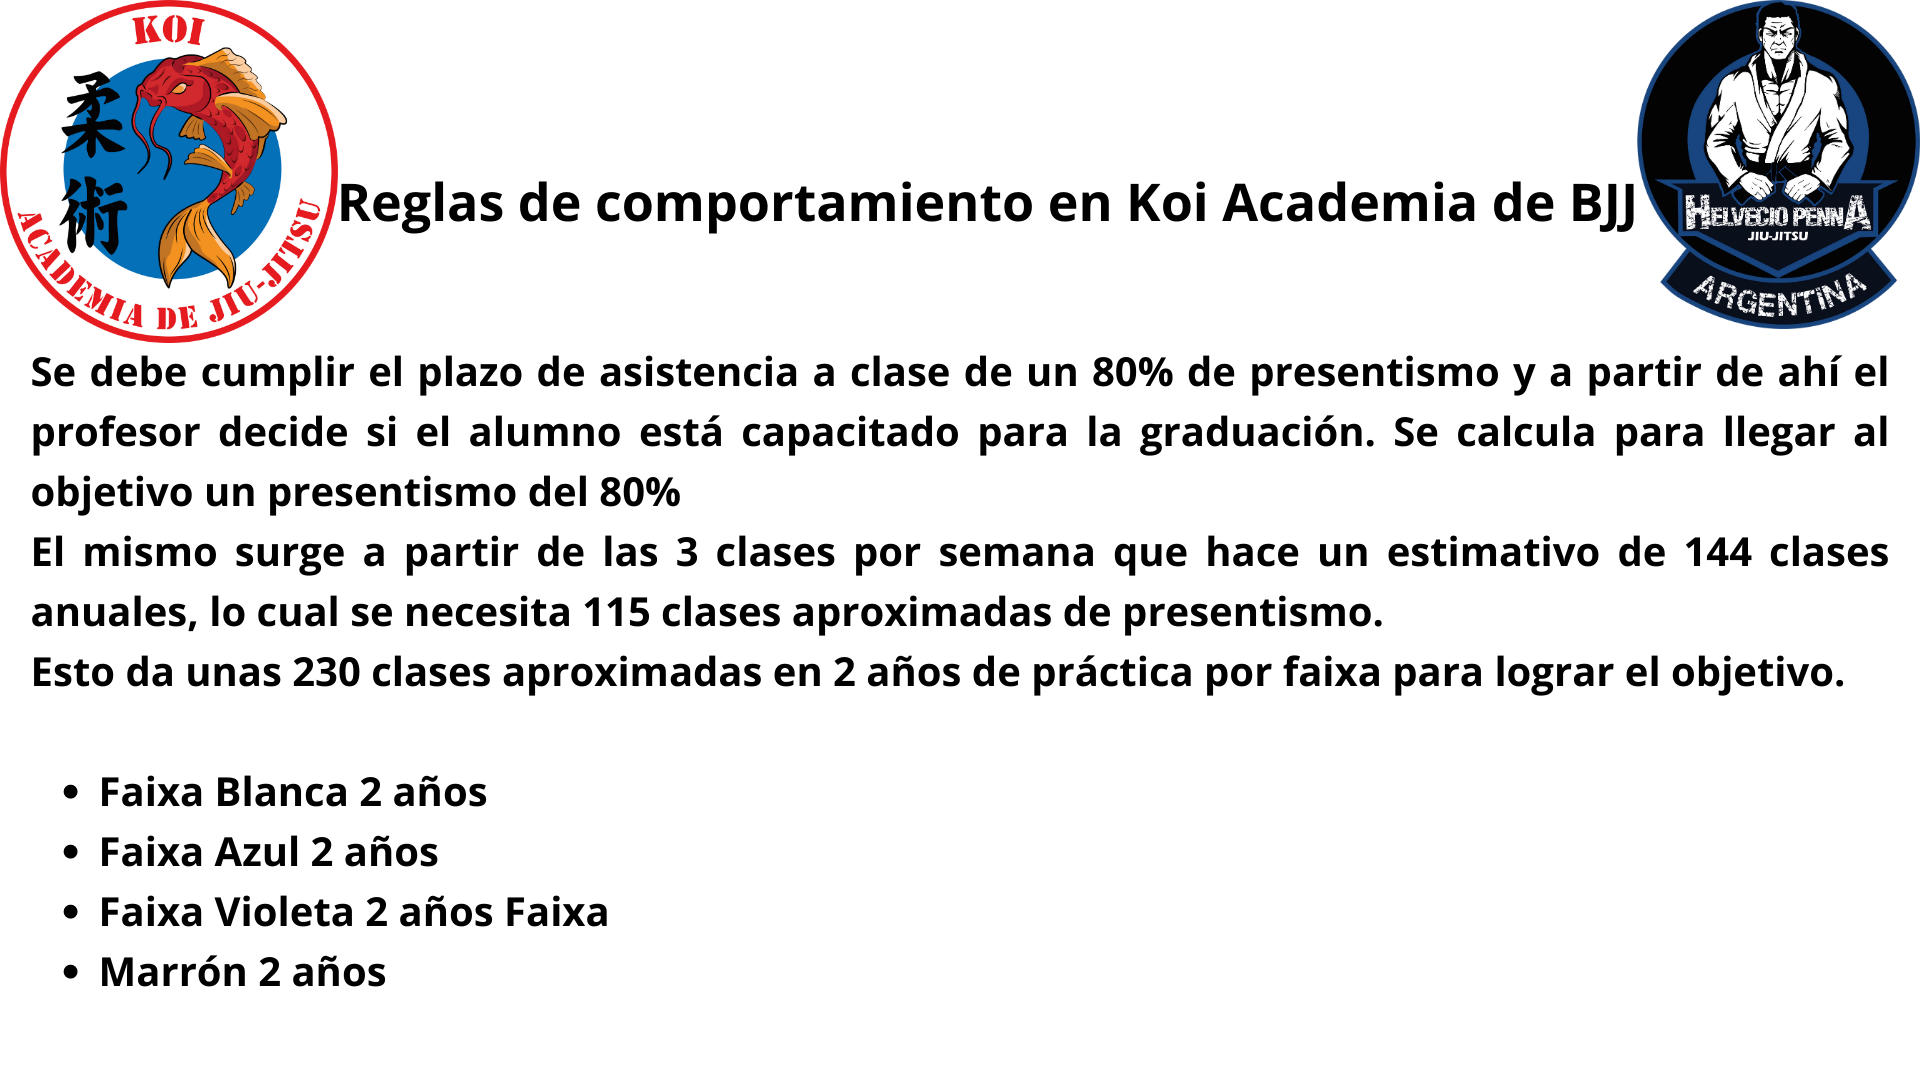 KOI
柔術
ACADEMIA DE JIU-JITSU
HELVECIO PENNA
JIU-JITSU
ARGENTINA
Reglas de comportamiento en Koi Academia de BJJ
Se debe cumplir el plazo de asistencia a clase de un 80% de presentismo y a partir de ahí el
profesor decide si el alumno está capacitado para la graduación. Se calcula para llegar al
objetivo un presentismo del 80%
El mismo surge a partir de las 3 clases por semana que hace un estimativo de 144 clases
anuales, lo cual se necesita 115 clases aproximadas de presentismo.
Esto da unas 230 clases aproximadas en 2 años de práctica por faixa para lograr el objetivo.
• Faixa Blanca 2 años
• Faixa Azul 2 años
• Faixa Violeta 2 años Faixa
• Marrón 2 años